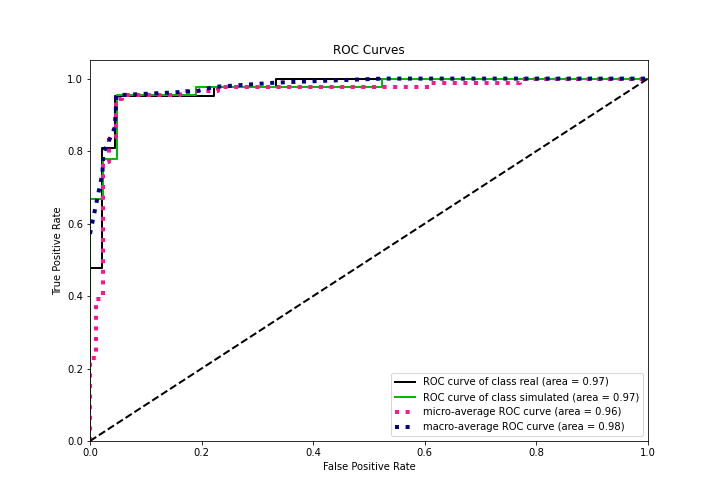 ROC Curves
True Positive Rate
1.0
0.8
0.6
0.4
0.2
0.0
0.0 0.2 0.4 0.6 0.8 1.0
False Positive Rate
ROC curve of class real (area = 0.97)
ROC curve of class simulated (area = 0.97)
micro-average ROC curve (area = 0.96)
macro-average ROC curve (area = 0.98)